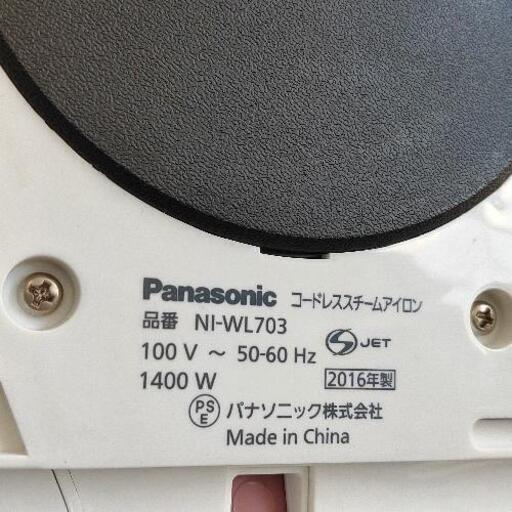 Panasonic コードレススチームアイロン
品番 NI-WL703
100 V ～ 50-60 Hz S JET
1400 W 2016年製
PSE パナソニック株式会社
Made in China